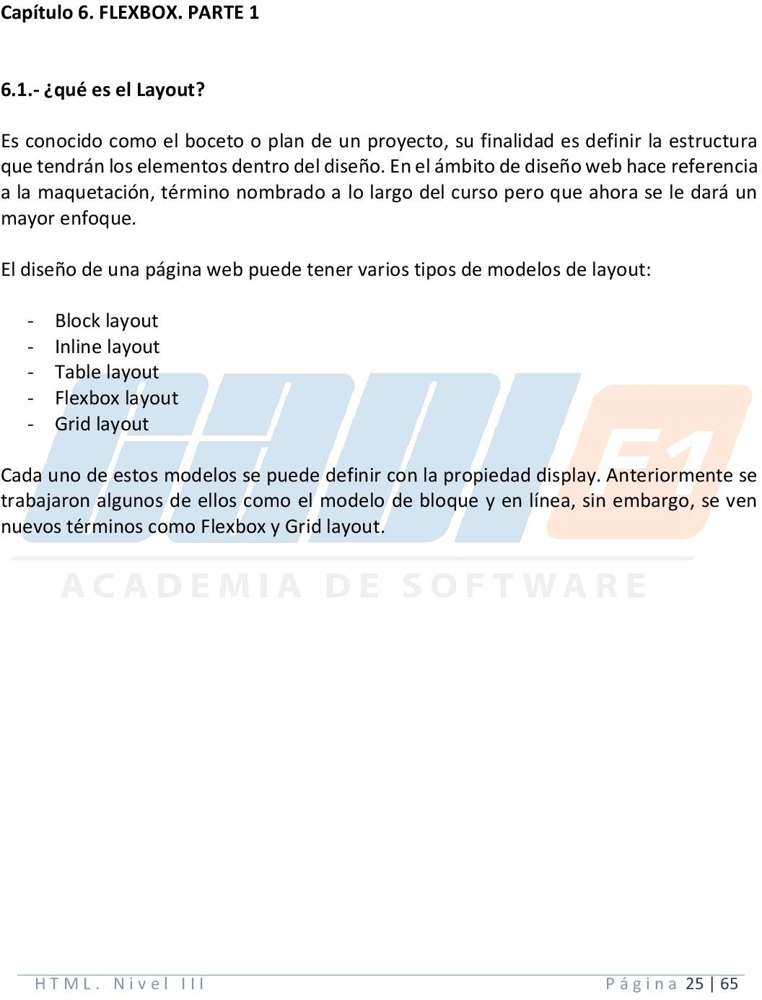 Capítulo 6. FLEXBOX. PARTE 1
6.1.- ¿qué es el Layout?
Es conocido como el boceto o plan de un proyecto, su finalidad es definir la estructura
que tendrán los elementos dentro del diseño. En el ámbito de diseño web hace referencia
a la maquetación, término nombrado a lo largo del curso pero que ahora se le dará un
mayor enfoque.
El diseño de una página web puede tener varios tipos de modelos de layout:
- Block layout
- Inline layout
- Table layout
- Flexbox layout
- Grid layout
Cada uno de estos modelos se puede definir con la propiedad display. Anteriormente se
trabajaron algunos de ellos como el modelo de bloque y en línea, sin embargo, se ven
nuevos términos como Flexbox y Grid layout.
CADI F1
ACADEMIA DE SOFTWARE
HTML. Nivel III
Página 25 | 65